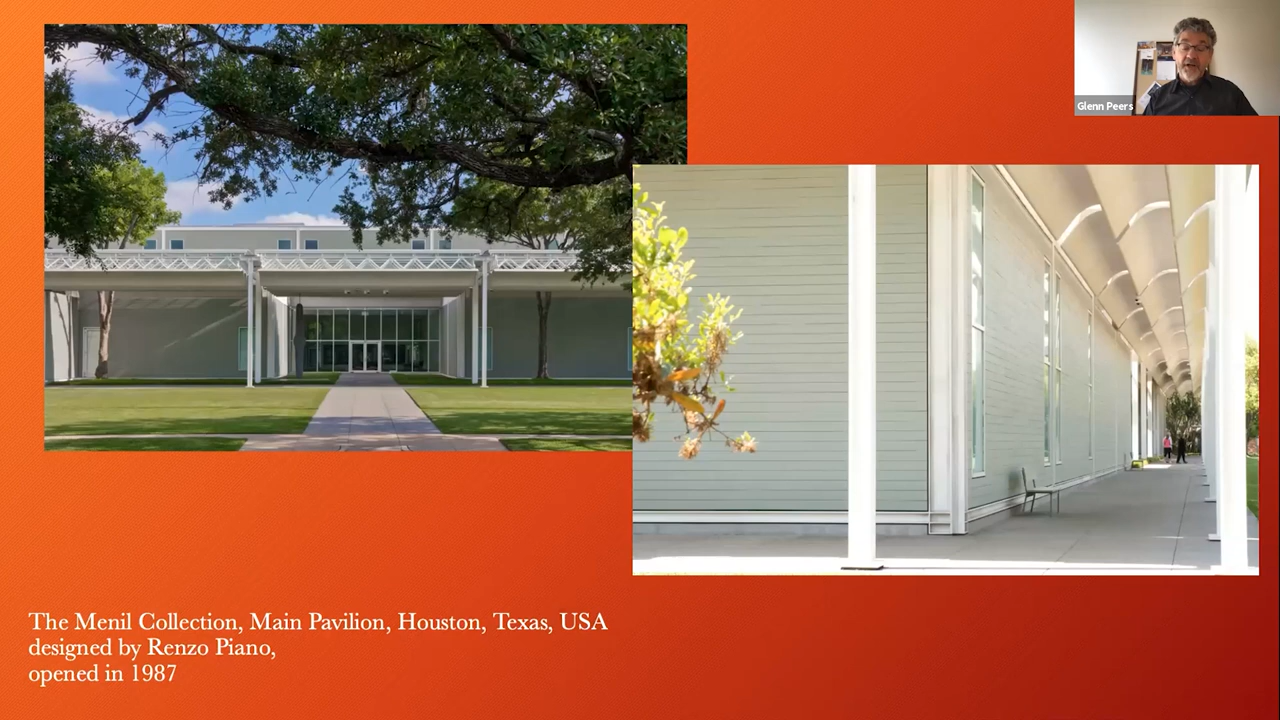 Glenn Peers
The Menil Collection, Main Pavilion, Houston, Texas, USA
designed by Renzo Piano,
opened in 1987